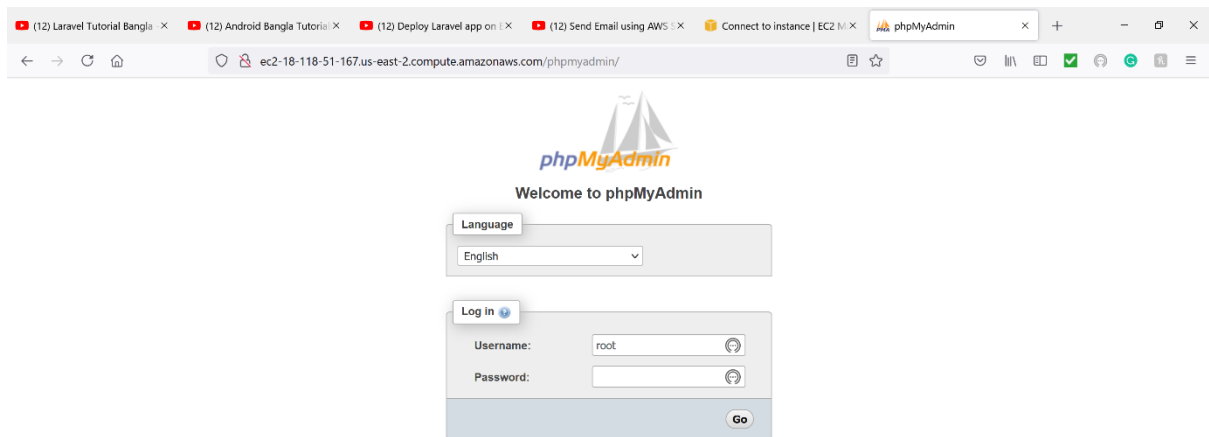 (12) Laravel Tutorial Bangla - (12) Android Bangla Tutorial (12) Deploy Laravel app on E (12) Send Email using AWS S Connect to instance | EC2 M phpMyAdmin
ec2-18-118-51-167.us-east-2.compute.amazonaws.com/phpmyadmin/
phpMyAdmin
Welcome to phpMyAdmin
Language
English
Log in
Username: root
Password:
Go